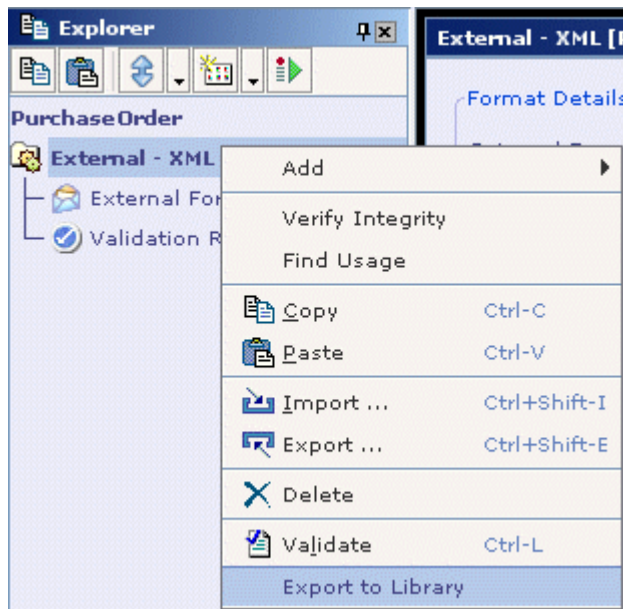 Explorer
External - XML [
Format Details
PurchaseOrder
External - XML
External For
Validation R
Add
Verify Integrity
Find Usage
Copy Ctrl-C
Paste Ctrl-V
Import ... Ctrl+Shift-I
Export ... Ctrl+Shift-E
Delete
Validate Ctrl-L
Export to Library